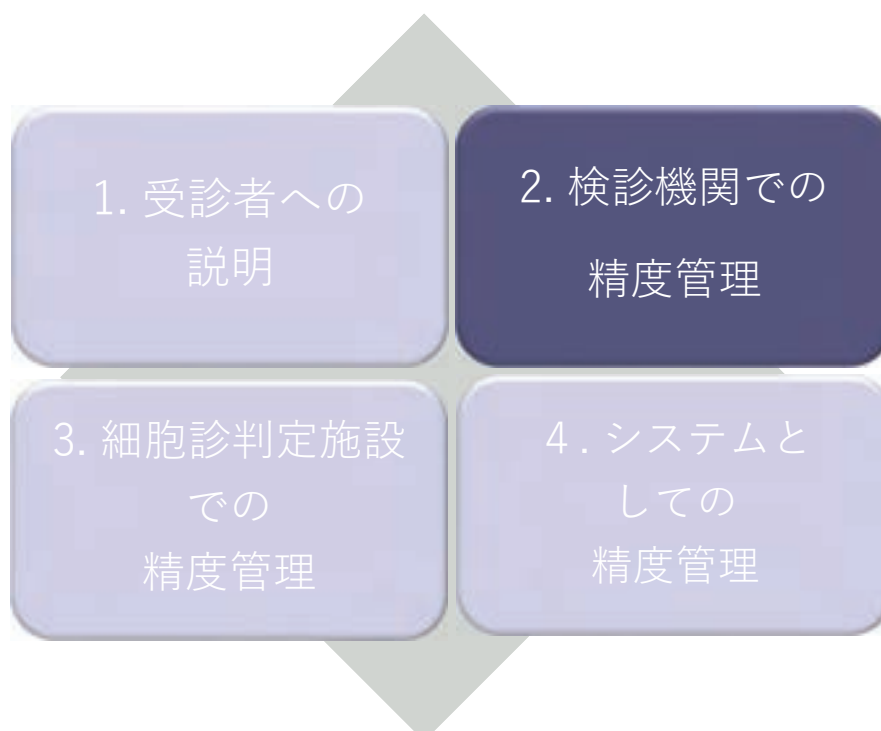 1. 受診者への
説明
2. 検診機関での
精度管理
3. 細胞診判定施設
での
精度管理
4 . システムと
しての
精度管理